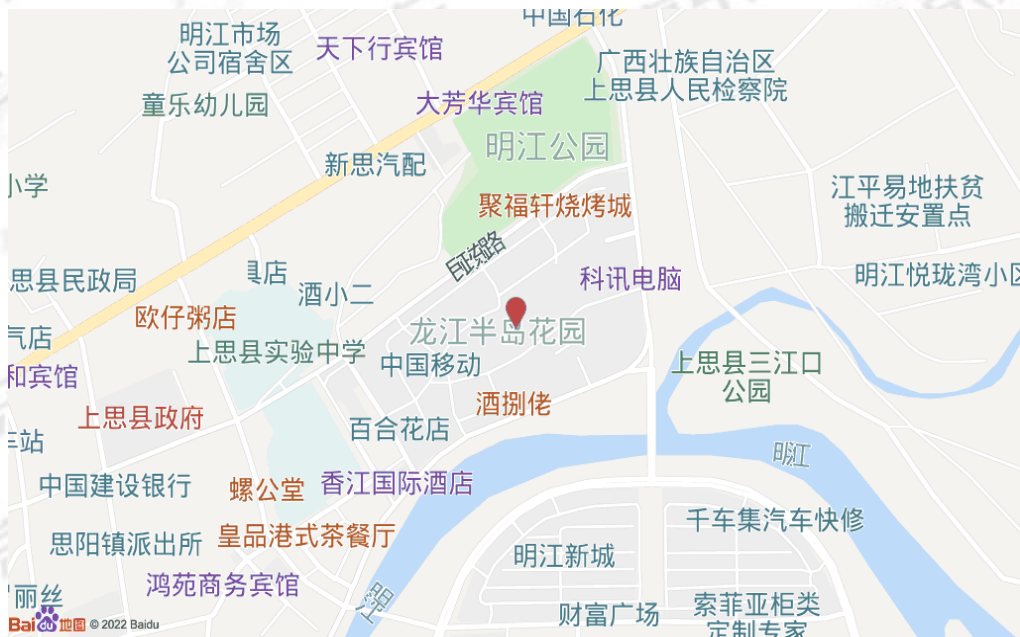 中国石化
明江市场
公司宿舍区
天下行宾馆
广西壮族自治区
上思县人民检察院
童乐幼儿园
大芳华宾馆
明江公园
新思汽配
小学
聚福轩烧烤城
江平易地扶贫
搬迁安置点
思县民政局
具店
酒小二
科讯电脑
明江悦珑湾小区
欧仔粥店
龙江半岛花园
气店
上思县实验中学
中国移动
和宾馆
上思县三江口
公园
上思县政府
酒捌佬
百合花店
车站
明江
中国建设银行
螺公堂
香江国际酒店
千车集汽车快修
思阳镇派出所
皇品港式茶餐厅
明江新城
鸿苑商务宾馆
丽丝
财富广场
索菲亚柜类
定制专家
Bai du 地图 © 2022 Baidu